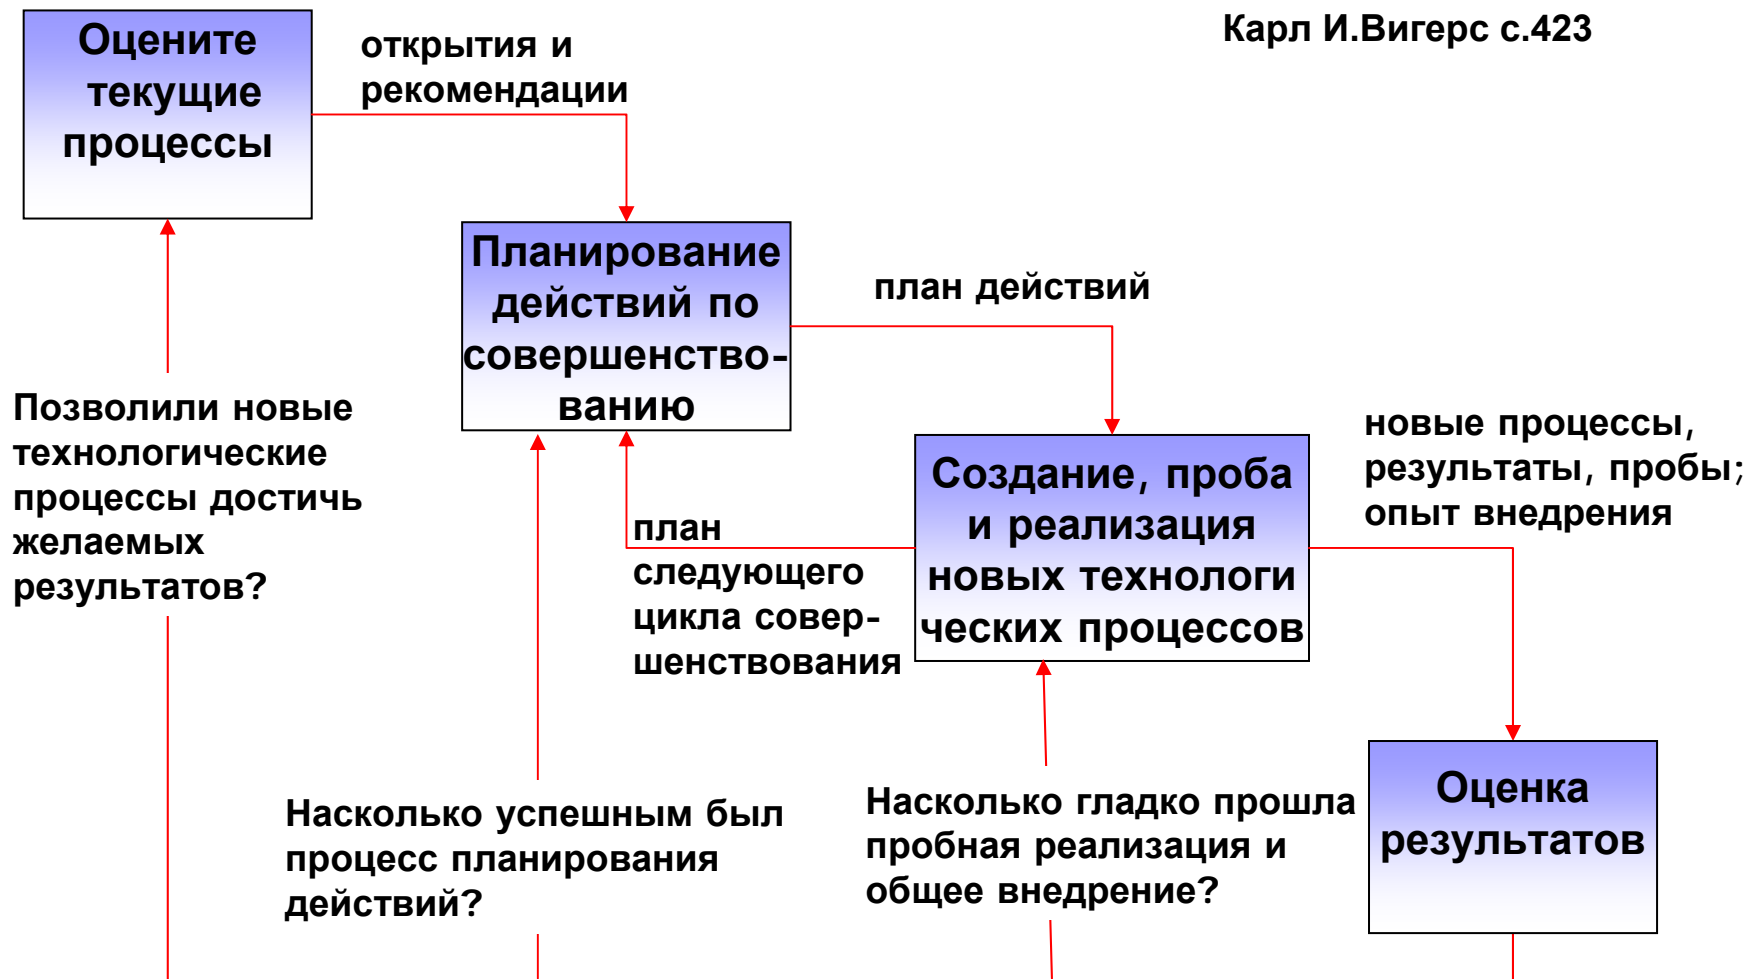 Карл И.Вигерс с.423
Оцените
текущие
процессы
открытия и
рекомендации
Планирование
действий по
совершенство-
ванию
план действий
Позволили новые
технологические
процессы достичь
желаемых
результатов?
план
следующего
цикла совер-
шенствования
Создание, проба
и реализация
новых технологи
ческих процессов
новые процессы,
результаты, пробы;
опыт внедрения
Насколько успешным был
процесс планирования
действий?
Насколько гладко прошла
пробная реализация и
общее внедрение?
Оценка
результатов